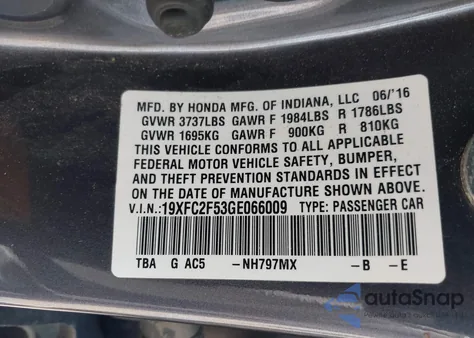 MFD. BY HONDA MFG. OF INDIANA, LLC 06/'16
GVWR 3737LBS GAWR F 1984LBS R 1786LBS
GVWR 1695KG GAWR F 900KG R 810KG
THIS VEHICLE CONFORMS TO ALL APPLICABLE
FEDERAL MOTOR VEHICLE SAFETY, BUMPER,
AND THEFT PREVENTION STANDARDS IN EFFECT
ON THE DATE OF MANUFACTURE SHOWN ABOVE.
V.I.N.:19XFC2F53GE066009 TYPE: PASSENGER CAR
TBA G AC5 -NH797MX -B -E
autoSnap